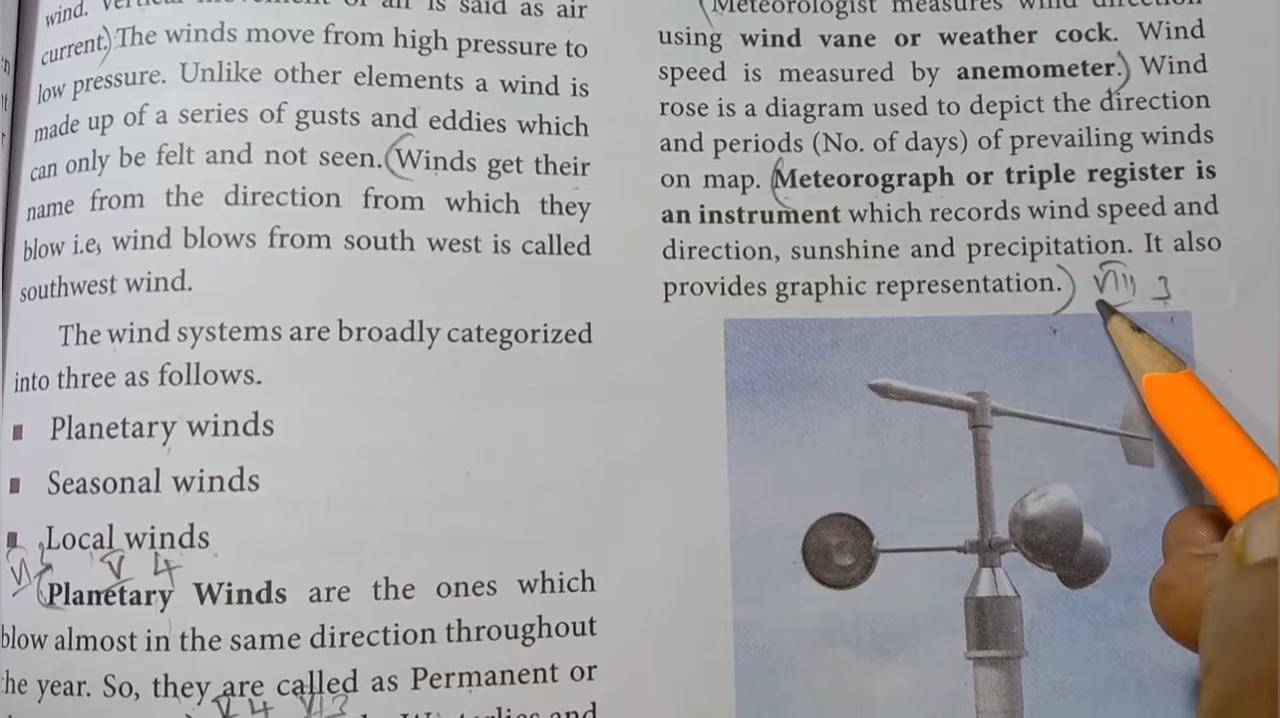 wind. Vertical movement of air is said as air
current.) The winds move from high pressure to
low pressure. Unlike other elements a wind is
made up of a series of gusts and eddies which
can only be felt and not seen. (Winds get their
name from the direction from which they
blow i.e, wind blows from south west is called
southwest wind.
The wind systems are broadly categorized
into three as follows.
Planetary winds
Seasonal winds
Local winds
V 4
(Planetary Winds are the ones which
blow almost in the same direction throughout
the year. So, they are called as Permanent or
V 4
and
(Meteorologist measures wind direction
using wind vane or weather cock. Wind
speed is measured by anemometer.) Wind
rose is a diagram used to depict the direction
and periods (No. of days) of prevailing winds
on map. (Meteorograph or triple register is
an instrument which records wind speed and
direction, sunshine and precipitation. It also
provides graphic representation.) VIII 3